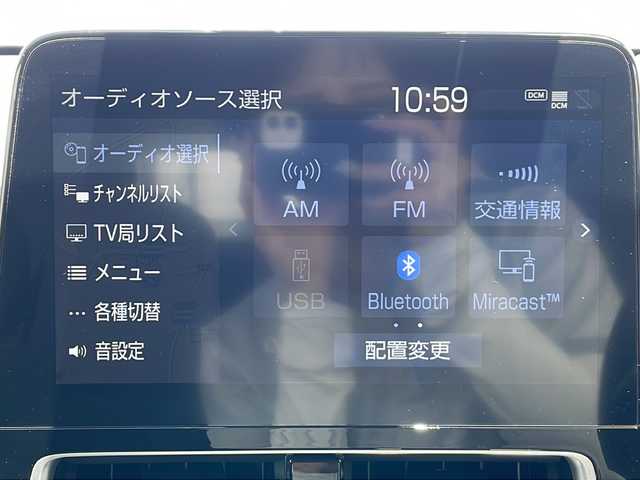 オーディオソース選択 10:59 DCM DCM
オーディオ選択
チャンネルリスト
TV局リスト
メニュー
各種切替
音設定
AM FM 交通情報
USB Bluetooth Miracast™
配置変更